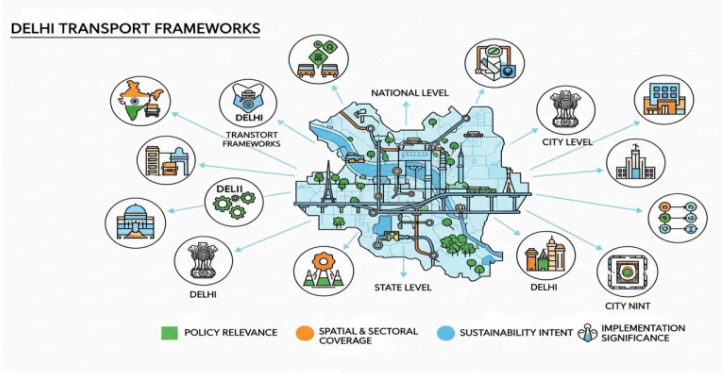 DELHI TRANSPORT FRAMEWORKS
NATIONAL LEVEL
DELHI
TRANSTORT
FRAMEWORKS
CITY LEVEL
DELII
DELHI
STATE LEVEL
DELHI
CITY NINT
POLICY RELEVANCE
SPATIAL & SECTORAL
COVERAGE
SUSTAINABILITY INTENT
IMPLEMENTATION
SIGNIFICANCE